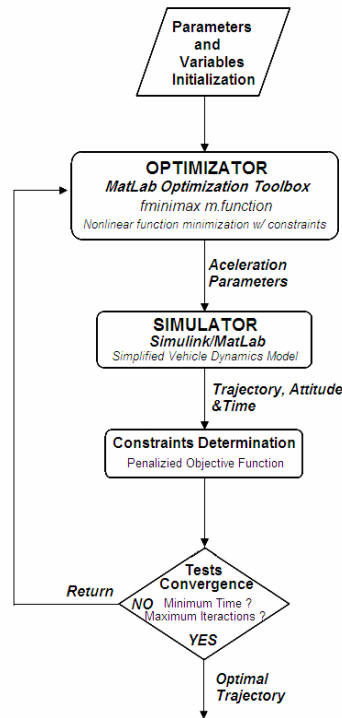 Parameters
and
Variables
Initialization
OPTIMIZATOR
MatLab Optimization Toolbox
fminimax m.function
Nonlinear function minimization w/ constraints
Aceleration
Parameters
SIMULATOR
Simulink/MatLab
Simplified Vehicle Dynamics Model
Trajectory, Attitude
&Time
Constraints Determination
Penalizied Objective Function
Tests
Convergence
Return
NO
Minimum Time ?
Maximum Iteractions ?
YES
Optimal
Trajectory